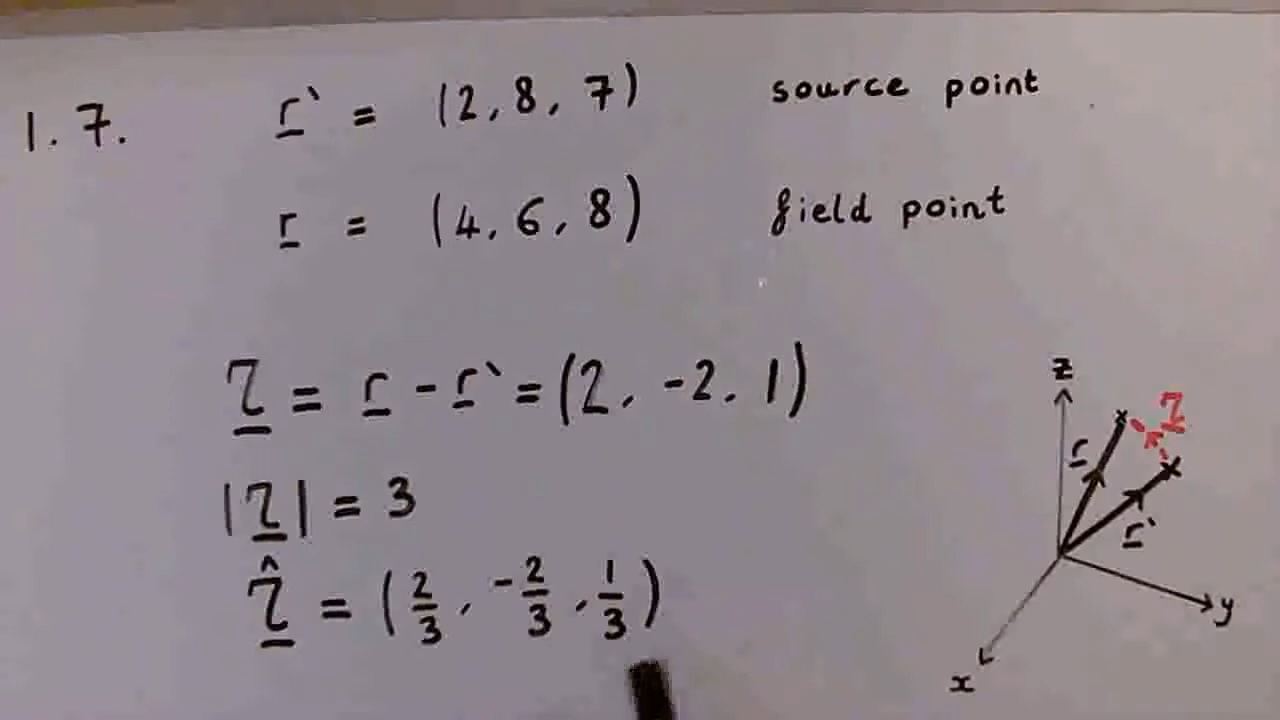 1.7. r` = (2, 8, 7) source point
r = (4, 6, 8) field point
𝓇 = r - r` = (2, -2, 1)
|𝓇| = 3
𝓇̂ = (2/3, -2/3, 1/3)
z
𝓇
r
r`
y
x